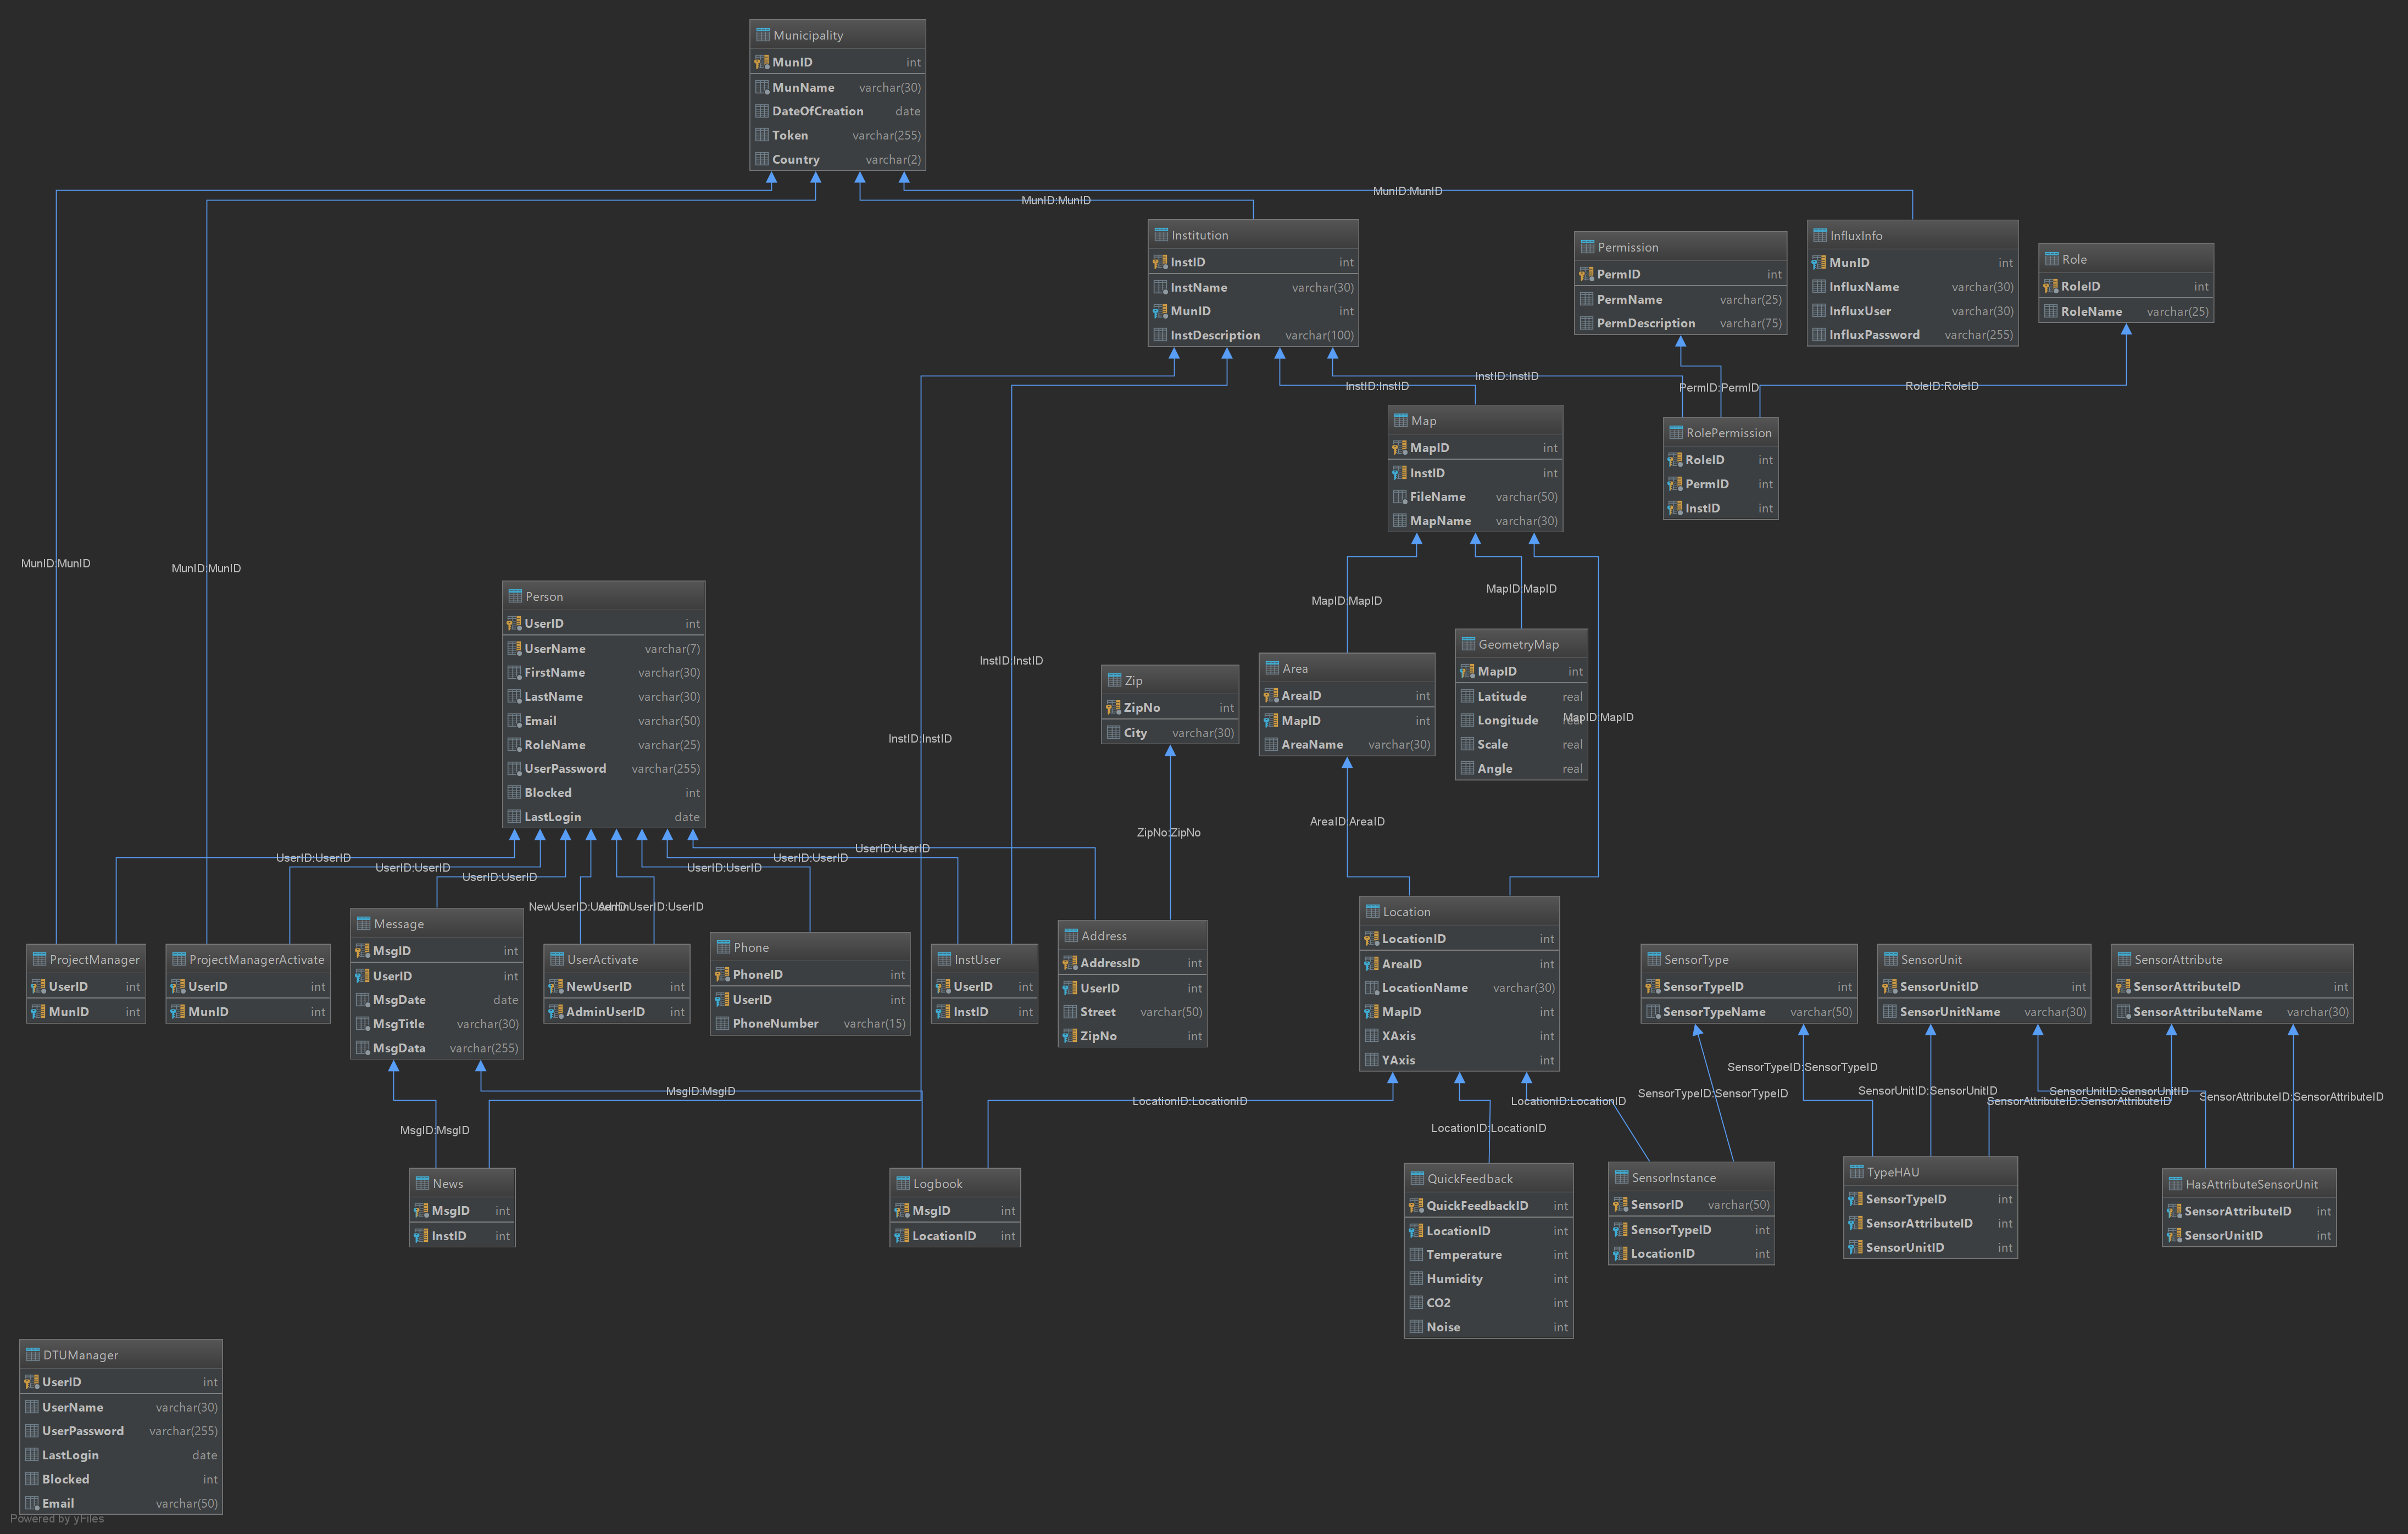 Municipality
MunID int
MunName varchar(30)
DateOfCreation date
Token varchar(255)
Country varchar(2)
MunID:MunID
MunID:MunID
Institution
InstID int
InstName varchar(30)
MunID int
InstDescription varchar(100)
Permission
PermID int
PermName varchar(25)
PermDescription varchar(75)
InfluxInfo
MunID int
InfluxName varchar(30)
InfluxUser varchar(30)
InfluxPassword varchar(255)
Role
RoleID int
RoleName varchar(25)
InstID:InstID
InstID:InstID
PermID:PermID
RoleID:RoleID
Map
MapID int
InstID int
FileName varchar(50)
MapName varchar(30)
RolePermission
RoleID int
PermID int
InstID int
MunID:MunID
MunID:MunID
Person
UserID int
UserName varchar(7)
FirstName varchar(30)
LastName varchar(30)
Email varchar(50)
RoleName varchar(25)
UserPassword varchar(255)
Blocked int
LastLogin date
InstID:InstID
InstID:InstID
MapID:MapID
MapID:MapID
MapID:MapID
Zip
ZipNo int
City varchar(30)
Area
AreaID int
MapID int
AreaName varchar(30)
GeometryMap
MapID int
Latitude real
Longitude real
Scale real
Angle real
ZipNo:ZipNo
AreaID:AreaID
UserID:UserID
UserID:UserID
UserID:UserID
UserID:UserID
UserID:UserID
UserID:UserID
NewUserID:UserID
AdminUserID:UserID
ProjectManager
UserID int
MunID int
ProjectManagerActivate
UserID int
MunID int
Message
MsgID int
UserID int
MsgDate date
MsgTitle varchar(30)
MsgData varchar(255)
UserActivate
NewUserID int
AdminUserID int
Phone
PhoneID int
UserID int
PhoneNumber varchar(15)
InstUser
UserID int
InstID int
Address
AddressID int
UserID int
Street varchar(50)
ZipNo int
Location
LocationID int
AreaID int
LocationName varchar(30)
MapID int
XAxis int
YAxis int
SensorType
SensorTypeID int
SensorTypeName varchar(50)
SensorUnit
SensorUnitID int
SensorUnitName varchar(30)
SensorAttribute
SensorAttributeID int
SensorAttributeName varchar(30)
MsgID:MsgID
MsgID:MsgID
LocationID:LocationID
LocationID:LocationID
LocationID:LocationID
SensorTypeID:SensorTypeID
SensorTypeID:SensorTypeID
SensorUnitID:SensorUnitID
SensorUnitID:SensorUnitID
SensorAttributeID:SensorAttributeID
SensorAttributeID:SensorAttributeID
News
MsgID int
InstID int
Logbook
MsgID int
LocationID int
QuickFeedback
QuickFeedbackID int
LocationID int
Temperature int
Humidity int
CO2 int
Noise int
SensorInstance
SensorID varchar(50)
SensorTypeID int
LocationID int
TypeHAU
SensorTypeID int
SensorAttributeID int
SensorUnitID int
HasAttributeSensorUnit
SensorAttributeID int
SensorUnitID int
DTUManager
UserID int
UserName varchar(30)
UserPassword varchar(255)
LastLogin date
Blocked int
Email varchar(50)
Powered by yFiles